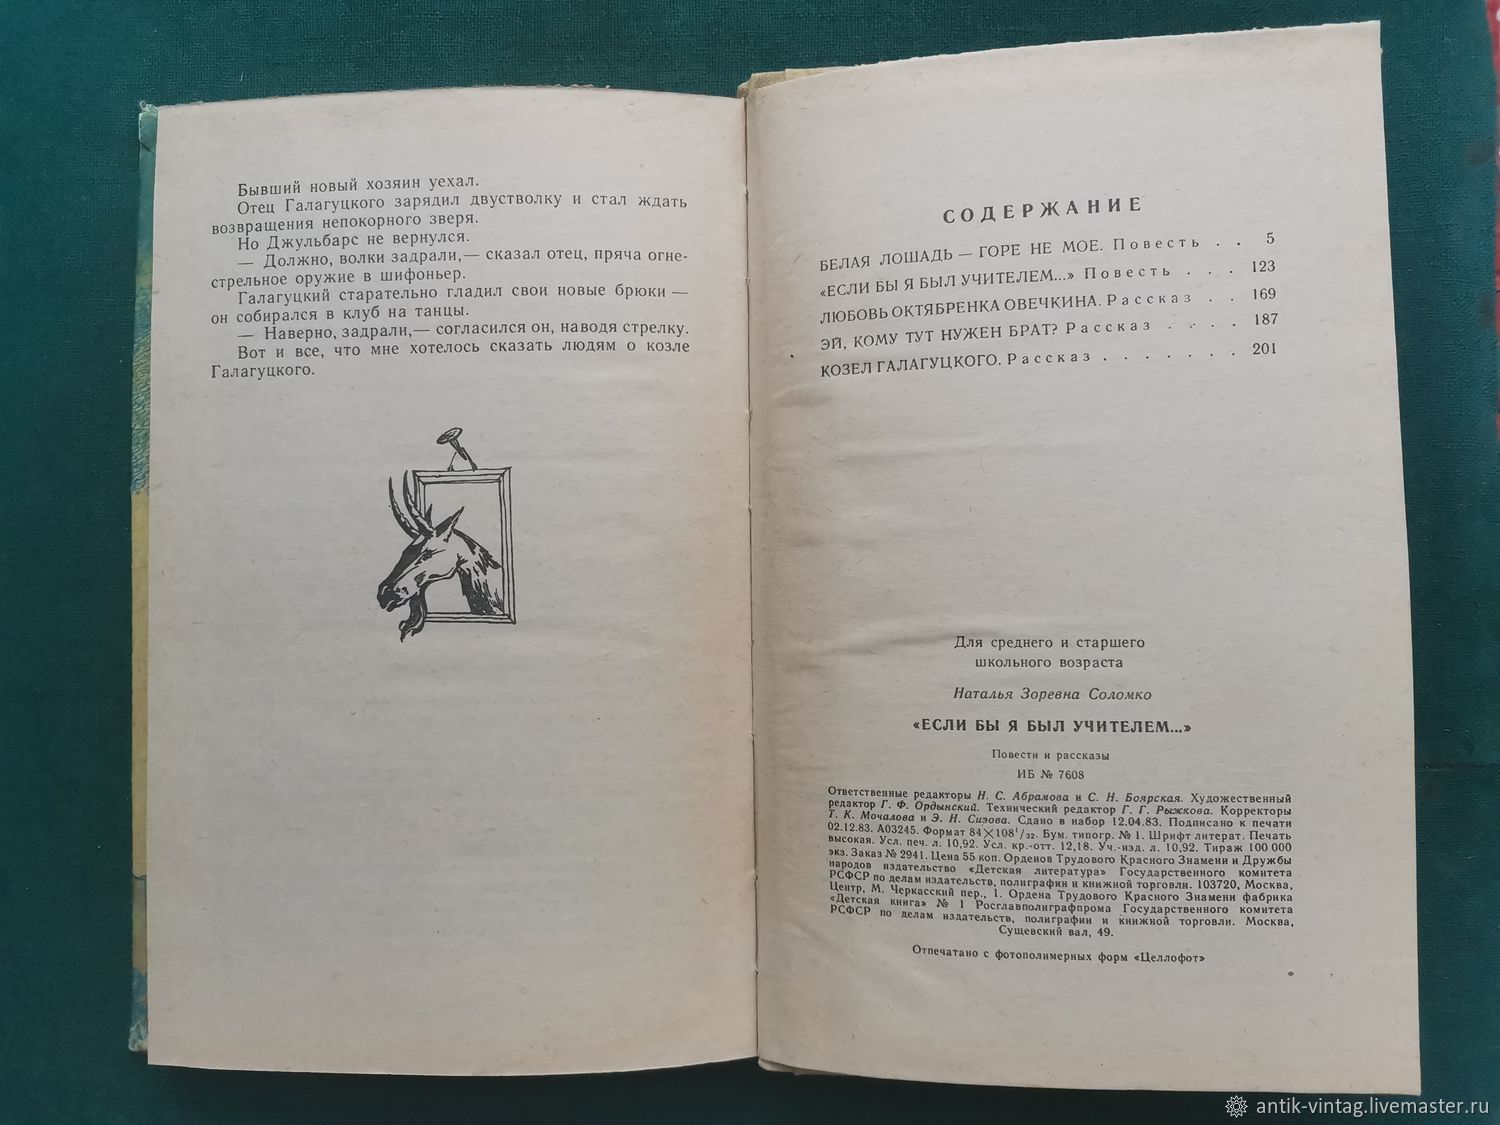 Бывший новый хозяин уехал.
Отец Галагуцкого зарядил двустволку и стал ждать
возвращения непокорного зверя.
Но Джульбарс не вернулся.
— Должно, волки задрали,— сказал отец, пряча огне-
стрельное оружие в шифоньер.
Галагуцкий старательно гладил свои новые брюки —
он собирался в клуб на танцы.
— Наверно, задрали,— согласился он, наводя стрелку.
Вот и все, что мне хотелось сказать людям о козле
Галагуцкого.
СОДЕРЖАНИЕ
БЕЛАЯ ЛОШАДЬ — ГОРЕ НЕ МОЕ. Повесть . . 5
«ЕСЛИ БЫ Я БЫЛ УЧИТЕЛЕМ...» Повесть . . . 123
ЛЮБОВЬ ОКТЯБРЕНКА ОВЕЧКИНА. Рассказ . . 169
ЭЙ, КОМУ ТУТ НУЖЕН БРАТ? Рассказ . . . . 187
КОЗЕЛ ГАЛАГУЦКОГО. Рассказ . . . . . . . 201
Для среднего и старшего
школьного возраста
Наталья Зоревна Соломко
«ЕСЛИ БЫ Я БЫЛ УЧИТЕЛЕМ...»
Повести и рассказы
ИБ № 7608
Ответственные редакторы Н. С. Абрамова и С. Н. Боярская. Художественный
редактор Г. Ф. Ордынский. Технический редактор Г. Г. Рыжкова. Корректоры
Т. К. Мочалова и Э. Н. Сизова. Сдано в набор 12.04.83. Подписано к печати
02.12.83. А03245. Формат 84×108¹/₃₂. Бум. типогр. № 1. Шрифт литерат. Печать
высокая. Усл. печ. л. 10,92. Усл. кр.-отт. 12,18. Уч.-изд. л. 10,92. Тираж 100 000
экз. Заказ № 2941. Цена 55 коп. Орденов Трудового Красного Знамени и Дружбы
народов издательство «Детская литература» Государственного комитета
РСФСР по делам издательств, полиграфии и книжной торговли. 103720, Москва,
Центр, М. Черкасский пер., 1. Ордена Трудового Красного Знамени фабрика
«Детская книга» № 1 Росглавполиграфпрома Государственного комитета
РСФСР по делам издательств, полиграфии и книжной торговли. Москва,
Сущевский вал, 49.
Отпечатано с фотополимерных форм «Целлофот»
antik-vintag.livemaster.ru